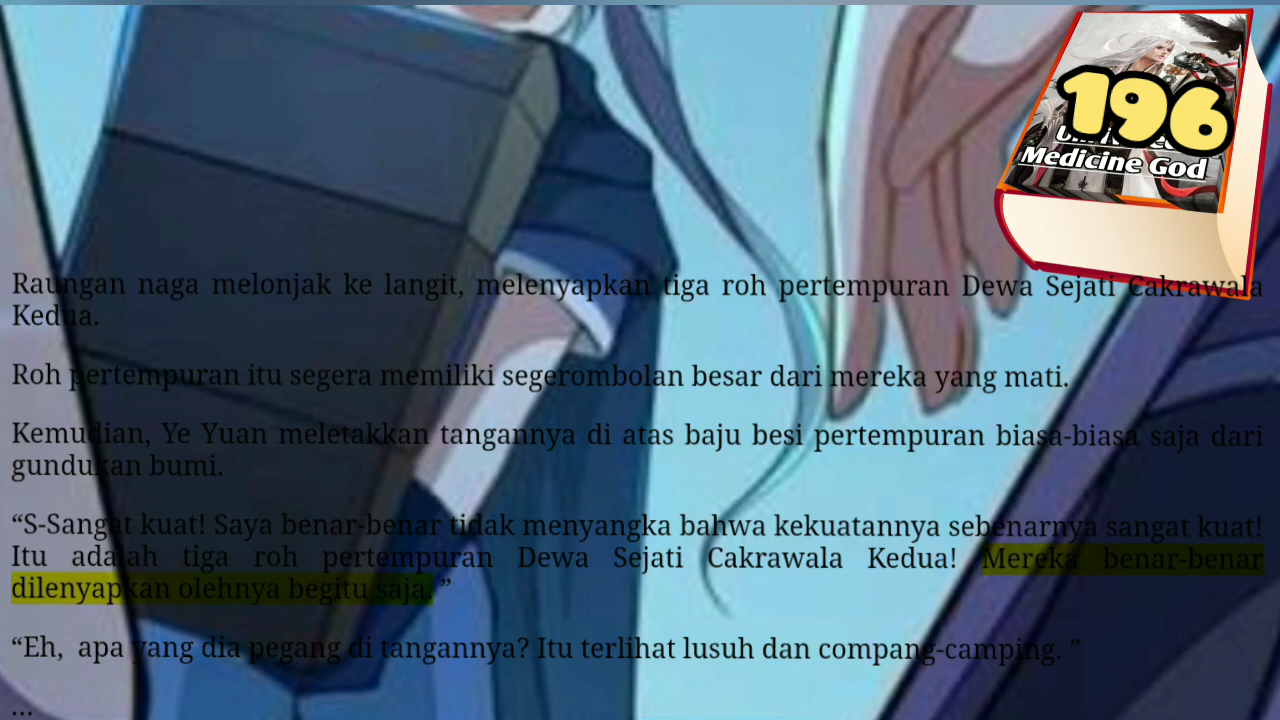 196
Medicine God
Raungan naga melonjak ke langit, melenyapkan tiga roh pertempuran Dewa Sejati Cakrawala
Kedua.
Roh pertempuran itu segera memiliki segerombolan besar dari mereka yang mati.
Kemudian, Ye Yuan meletakkan tangannya di atas baju besi pertempuran biasa-biasa saja dari
gundukan bumi.
“S-Sangat kuat! Saya benar-benar tidak menyangka bahwa kekuatannya sebenarnya sangat kuat!
Itu adalah tiga roh pertempuran Dewa Sejati Cakrawala Kedua! Mereka benar-benar
dilenyapkan olehnya begitu saja. ”
“Eh, apa yang dia pegang di tangannya? Itu terlihat lusuh dan compang-camping. ”
...